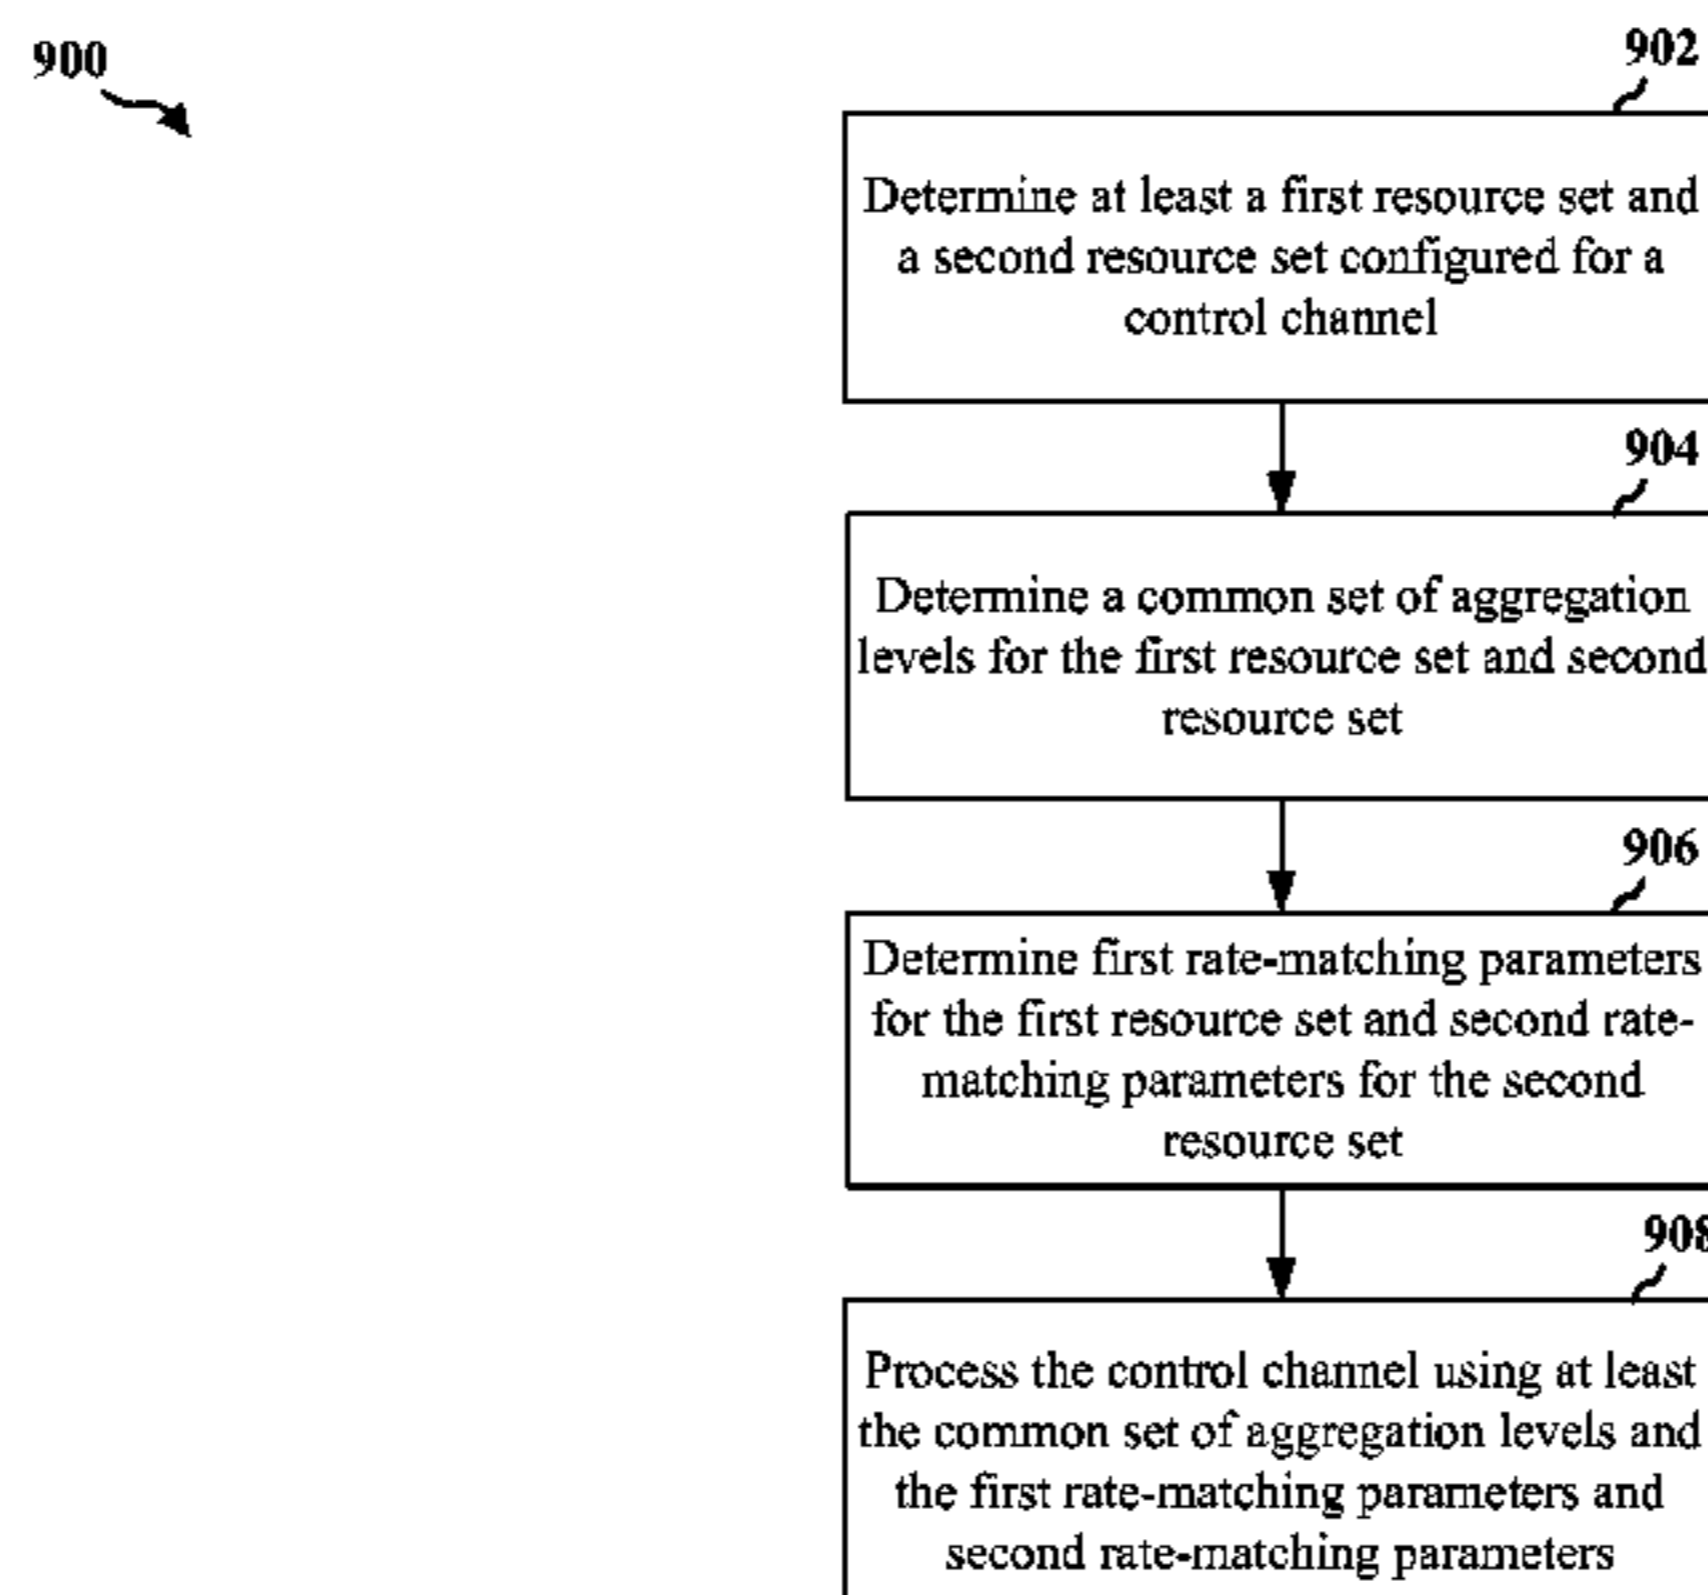 900
902
Determine at least a first resource set and
a second resource set configured for a
control channel
904
Determine a common set of aggregation
levels for the first resource set and second
resource set
906
Determine first rate-matching parameters
for the first resource set and second rate-
matching parameters for the second
resource set
908
Process the control channel using at least
the common set of aggregation levels and
the first rate-matching parameters and
second rate-matching parameters